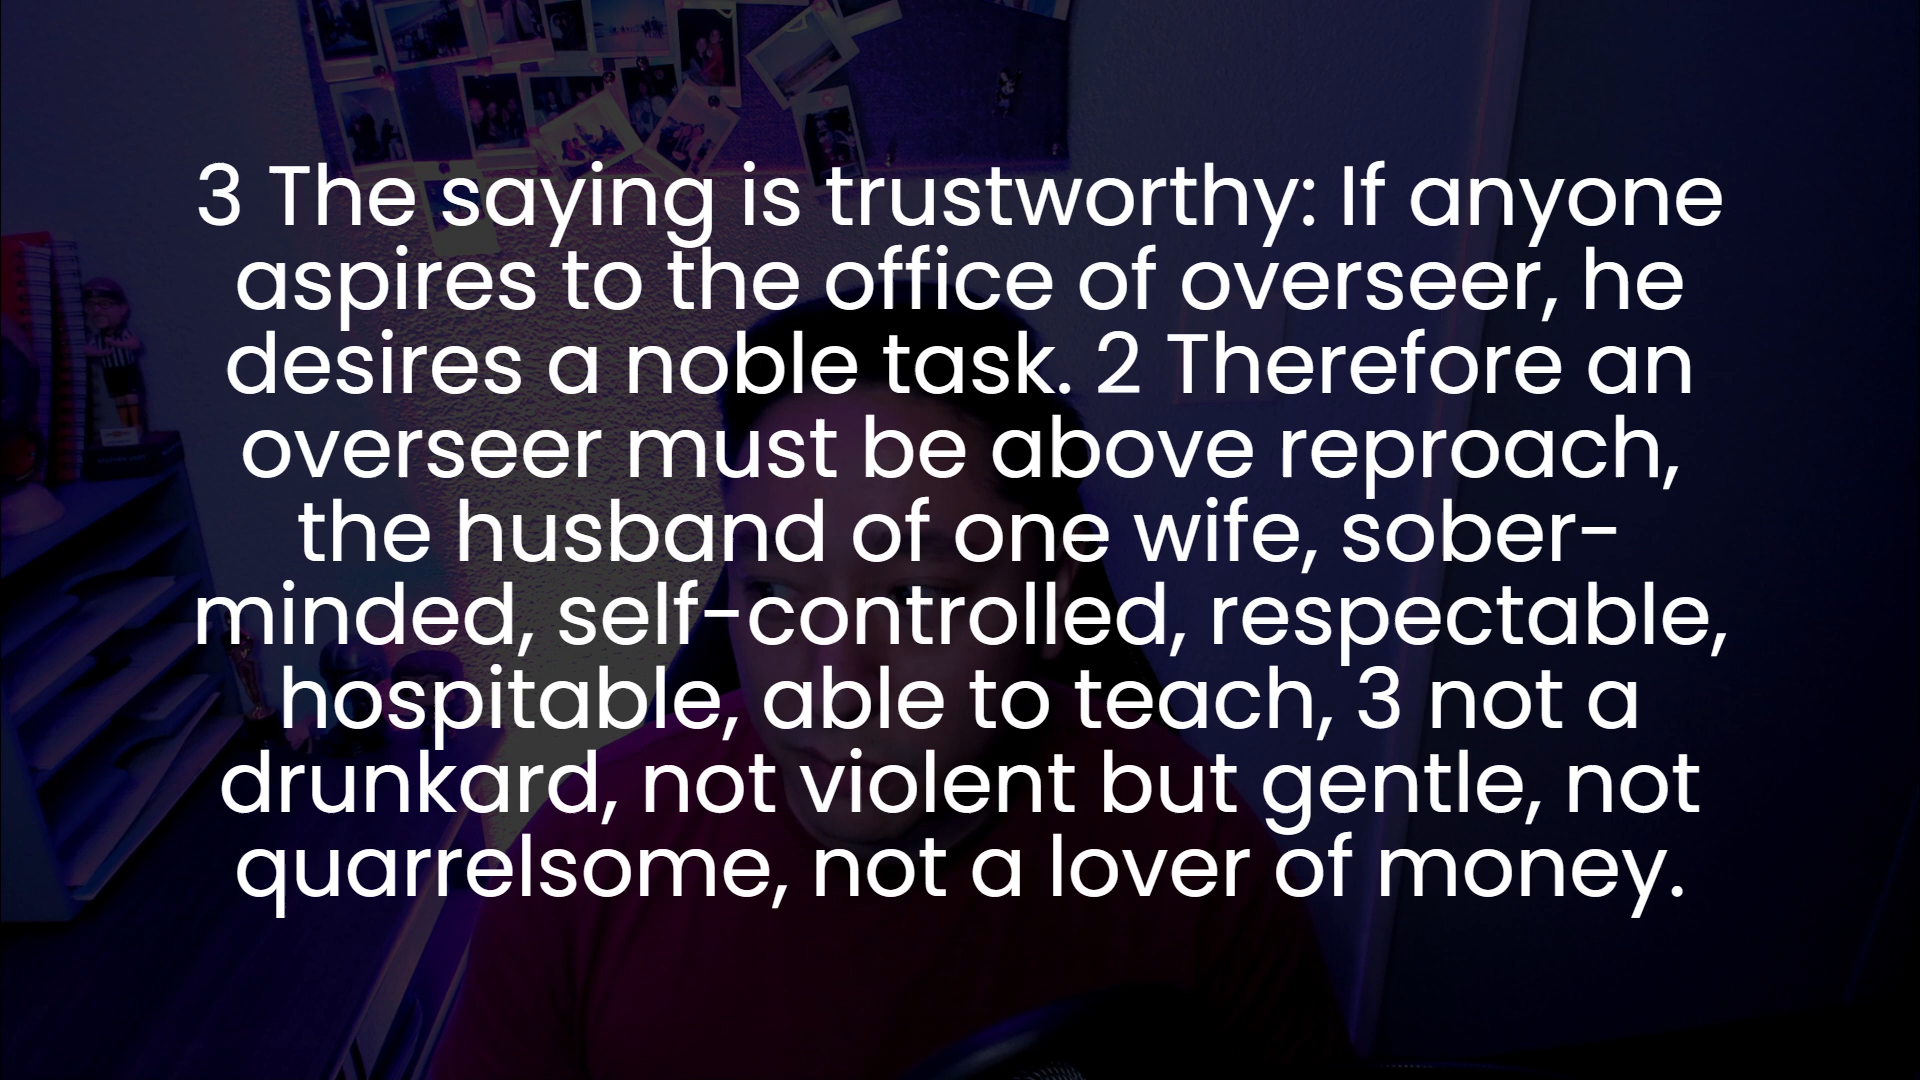 3 The saying is trustworthy: If anyone
aspires to the office of overseer, he
desires a noble task. 2 Therefore an
overseer must be above reproach,
the husband of one wife, sober-
minded, self-controlled, respectable,
hospitable, able to teach, 3 not a
drunkard, not violent but gentle, not
quarrelsome, not a lover of money.